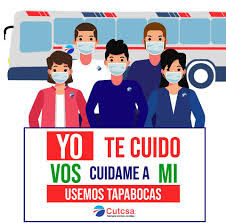 YO TE CUIDO
VOS CUIDAME A MI
USEMOS TAPABOCAS
Cutcsa